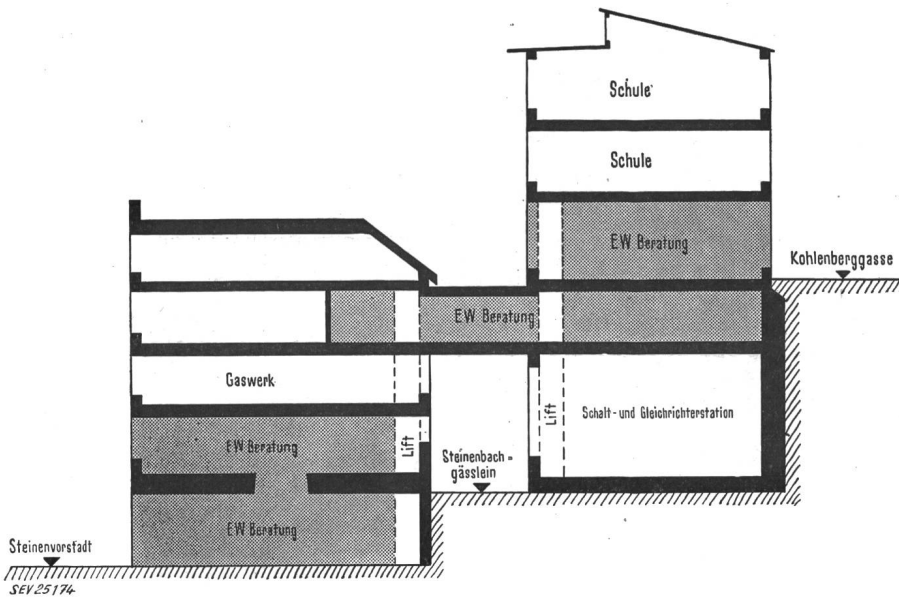 Schule
Schule
EW Beratung
Kohlenberggasse
EW Beratung
Gaswerk
Lift
Schalt- und Gleichrichterstation
EW Beratung
Lift
Steinenbach=
gässlein
EW Beratung
Steinenvorstadt
SEV 25174